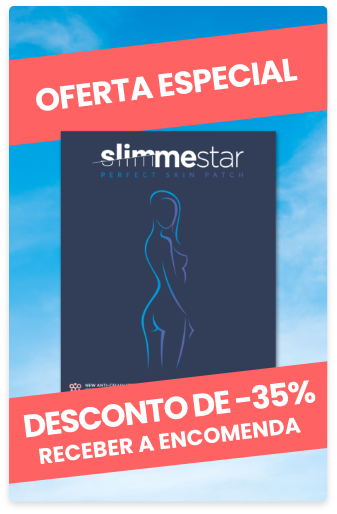 OFERTA ESPECIAL
slimmestar
PERFECT SKIN PATCH
DESCONTO DE -35%
RECEBER A ENCOMENDA